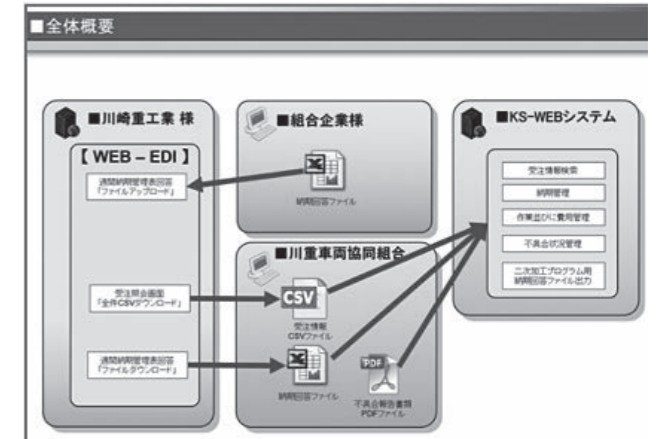 ■全体概要
■川崎重工業 様
【 WEB – EDI 】
週間納期管理表回答
「ファイルアップロード」
受注照会画面
「全件CSVダウンロード」
週間納期管理表回答
「ファイルダウンロード」
■組合企業様
納期回答ファイル
■川重車両協同組合
CSV
受注情報
CSVファイル
納期回答ファイル
PDF
不具合報告書類
PDFファイル
■KS-WEBシステム
受注情報検索
納期管理
作業並びに費用管理
不具合状況管理
二次加工プログラム用
納期回答ファイル出力